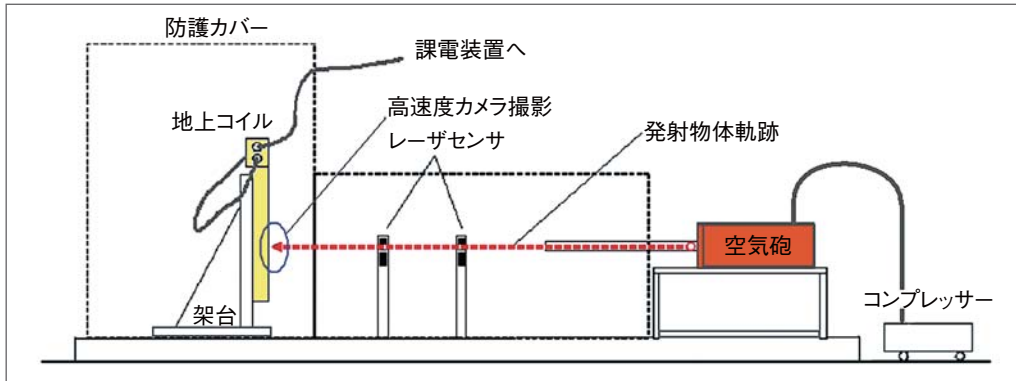 防護カバー
課電装置へ
地上コイル
高速度カメラ撮影
レーザセンサ
発射物体軌跡
空気砲
コンプレッサー
架台